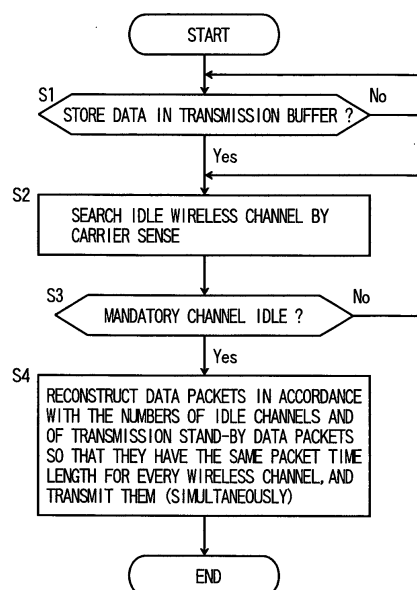 START
S1
STORE DATA IN TRANSMISSION BUFFER ?
No
Yes
S2
SEARCH IDLE WIRELESS CHANNEL BY
CARRIER SENSE
S3
MANDATORY CHANNEL IDLE ?
No
Yes
S4
RECONSTRUCT DATA PACKETS IN ACCORDANCE
WITH THE NUMBERS OF IDLE CHANNELS AND
OF TRANSMISSION STAND-BY DATA PACKETS
SO THAT THEY HAVE THE SAME PACKET TIME
LENGTH FOR EVERY WIRELESS CHANNEL, AND
TRANSMIT THEM (SIMULTANEOUSLY)
END